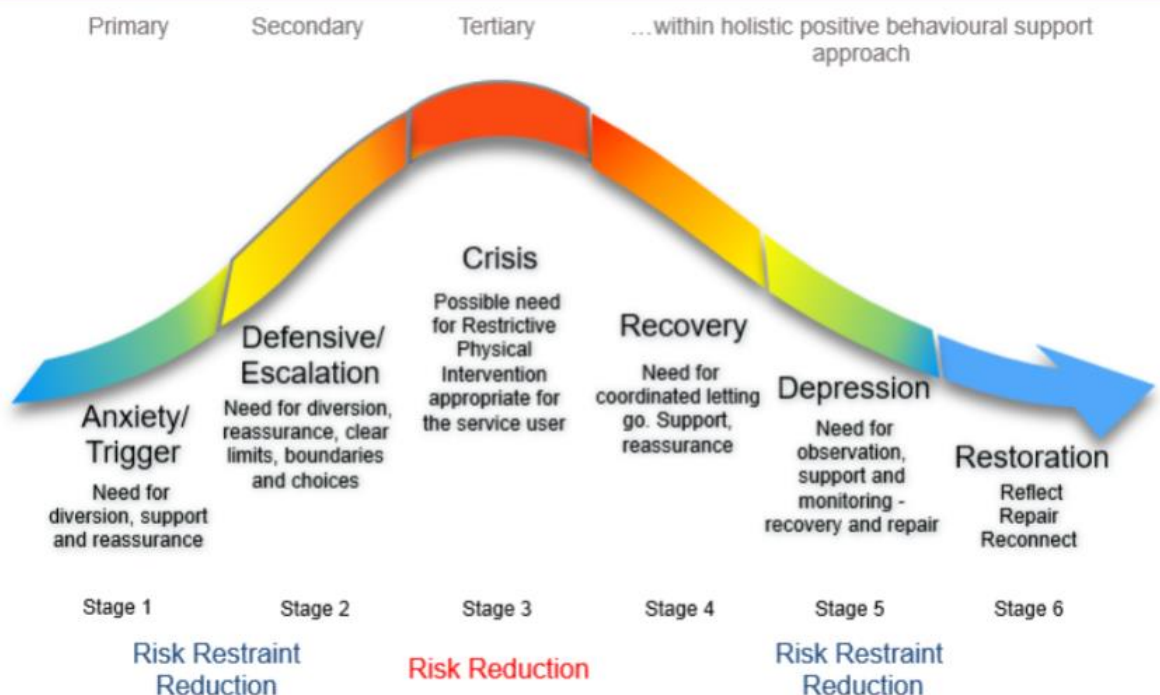 Primary
Secondary
Tertiary
…within holistic positive behavioural support
approach
Anxiety/
Trigger
Need for
diversion, support
and reassurance
Defensive/
Escalation
Need for diversion,
reassurance, clear
limits, boundaries
and choices
Crisis
Possible need
for Restrictive
Physical
Intervention
appropriate for
the service user
Recovery
Need for
coordinated letting
go. Support,
reassurance
Depression
Need for
observation,
support and
monitoring -
recovery and repair
Restoration
Reflect
Repair
Reconnect
Stage 1
Stage 2
Stage 3
Stage 4
Stage 5
Stage 6
Risk Restraint
Reduction
Risk Reduction
Risk Restraint
Reduction